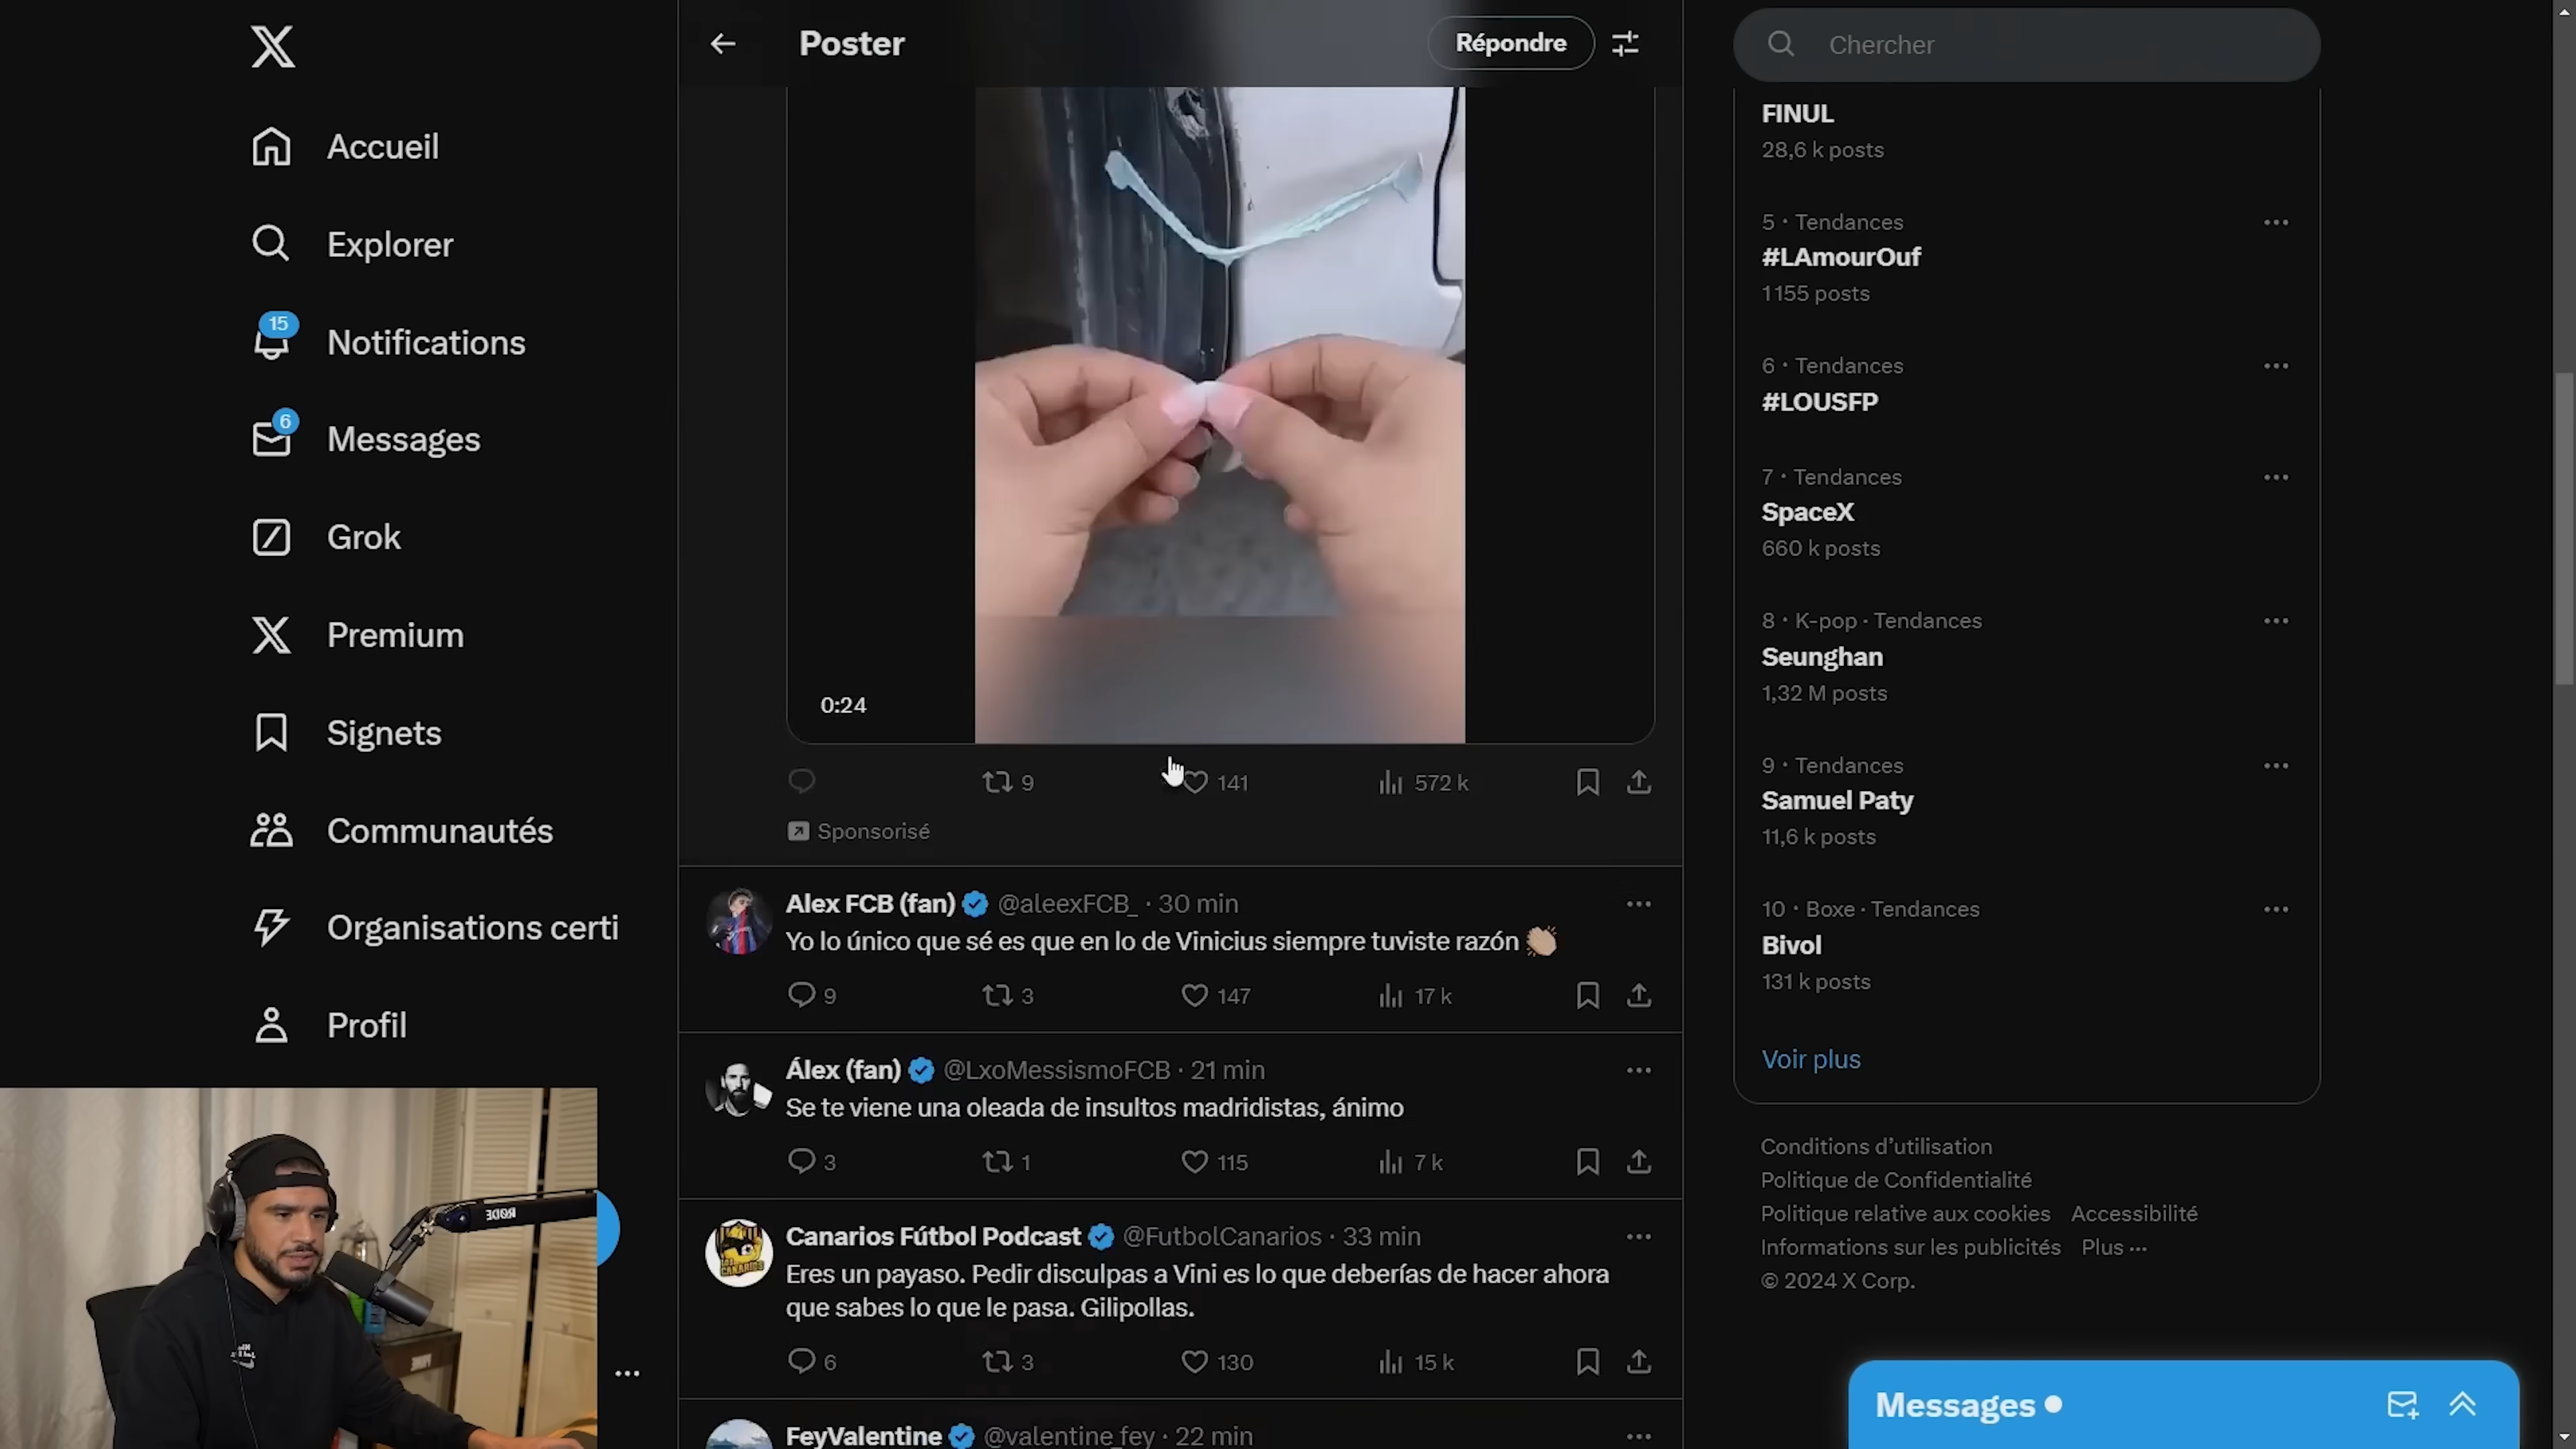 Accueil
Explorer
15
Notifications
6
Messages
Grok
Premium
Signets
Communautés
Organisations certi
Profil
RØDE
Poster
Répondre
0:24
9
141
572 k
Sponsorisé
Alex FCB (fan) @aleexFCB_ · 30 min
Yo lo único que sé es que en lo de Vinicius siempre tuviste razón
9
3
147
17 k
Álex (fan) @LxoMessismoFCB · 21 min
Se te viene una oleada de insultos madridistas, ánimo
3
1
115
7 k
Canarios Fútbol Podcast @FutbolCanarios · 33 min
Eres un payaso. Pedir disculpas a Vini es lo que deberías de hacer ahora
que sabes lo que le pasa. Gilipollas.
6
3
130
15 k
FeyValentine @valentine_fey · 22 min
Chercher
FINUL
28,6 k posts
5 · Tendances
#LAmourOuf
1 155 posts
6 · Tendances
#LOUSFP
7 · Tendances
SpaceX
660 k posts
8 · K-pop · Tendances
Seunghan
1,32 M posts
9 · Tendances
Samuel Paty
11,6 k posts
10 · Boxe · Tendances
Bivol
131 k posts
Voir plus
Conditions d'utilisation
Politique de Confidentialité
Politique relative aux cookies Accessibilité
Informations sur les publicités Plus ···
© 2024 X Corp.
Messages